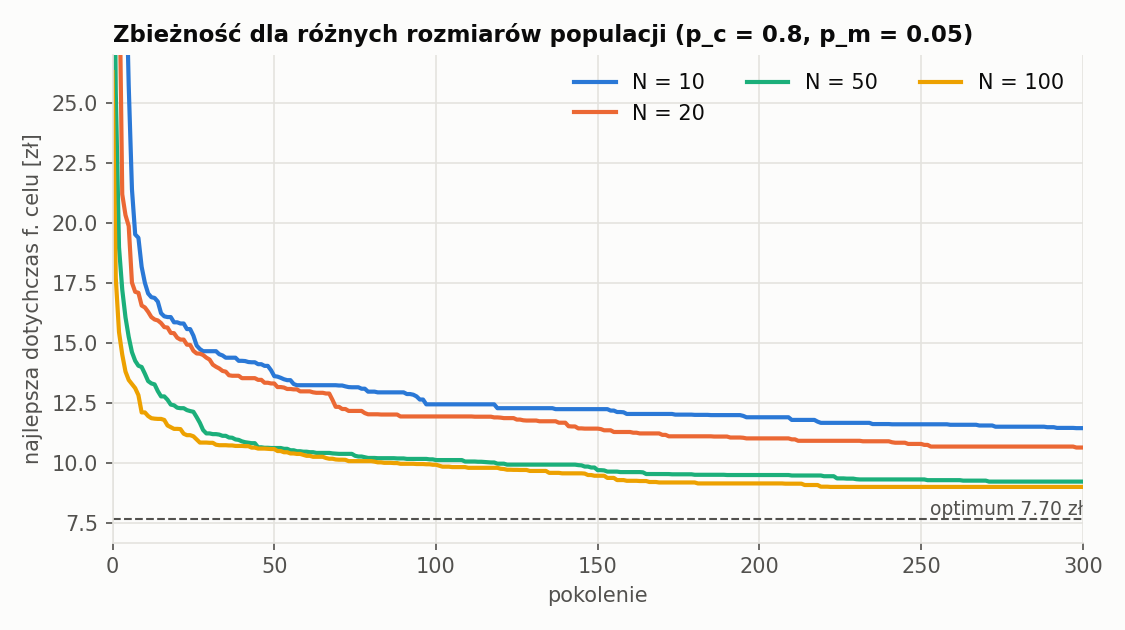 Zbieżność dla różnych rozmiarów populacji (p_c = 0.8, p_m = 0.05)
najlepsza dotychczas f. celu [zł]
25.0
22.5
20.0
17.5
15.0
12.5
10.0
7.5
N = 10
N = 20
N = 50
N = 100
optimum 7.70 zł
0 50 100 150 200 250 300
pokolenie